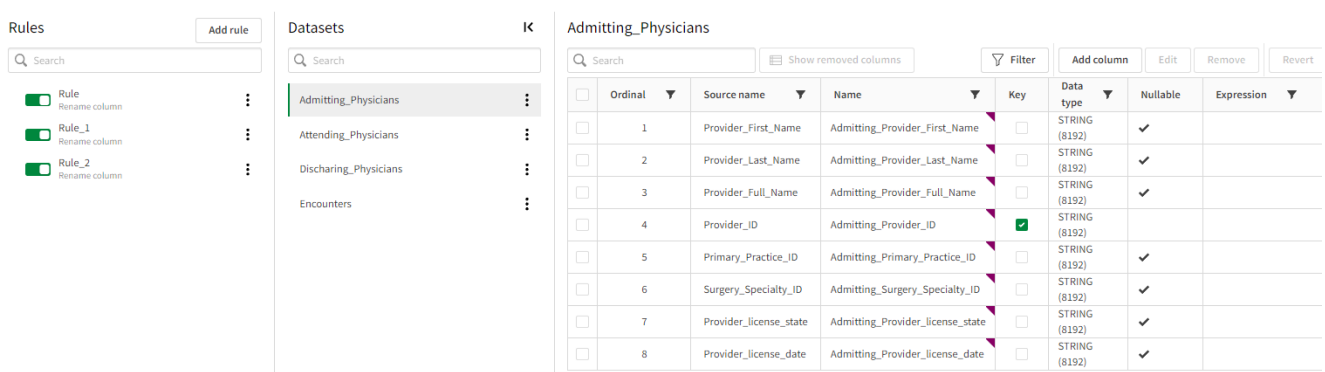 Rules
Add rule
Search
Rule
Rename column
Rule_1
Rename column
Rule_2
Rename column
Datasets
Search
Admitting_Physicians
Attending_Physicians
Discharing_Physicians
Encounters
Admitting_Physicians
Search
Show removed columns
Filter
Add column
Edit
Remove
Revert
Ordinal Source name Name Key Data type Nullable Expression
1 Provider_First_Name Admitting_Provider_First_Name STRING (8192)
2 Provider_Last_Name Admitting_Provider_Last_Name STRING (8192)
3 Provider_Full_Name Admitting_Provider_Full_Name STRING (8192)
4 Provider_ID Admitting_Provider_ID STRING (8192)
5 Primary_Practice_ID Admitting_Primary_Practice_ID STRING (8192)
6 Surgery_Specialty_ID Admitting_Surgery_Specialty_ID STRING (8192)
7 Provider_license_state Admitting_Provider_license_state STRING (8192)
8 Provider_license_date Admitting_Provider_license_date STRING (8192)